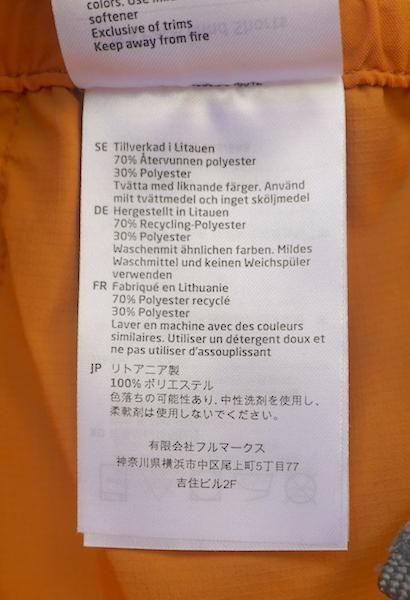 softener
Exclusive of trims
Keep away from fire
SE Tillverkad i Litauen
70% Återvunnen polyester
30% Polyester
Tvätta med liknande färger. Använd
milt tvättmedel och inget sköljmedel
DE Hergestellt in Litauen
70% Recycling-Polyester
30% Polyester
Waschenmit ähnlichen farben. Mildes
Waschmittel und keinen Weichspüler
verwenden
FR Fabriqué en Lithuanie
70% Polyester recyclé
30% Polyester
Laver en machine avec des couleurs
similaires. Utiliser un détergent doux et
ne pas utiliser d'assouplissant
JP リトアニア製
100% ポリエステル
色落ちの可能性あり、中性洗剤を使用し、
柔軟剤は使用しないでください。
有限会社フルマークス
神奈川県横浜市中区尾上町5丁目77
吉住ビル2F